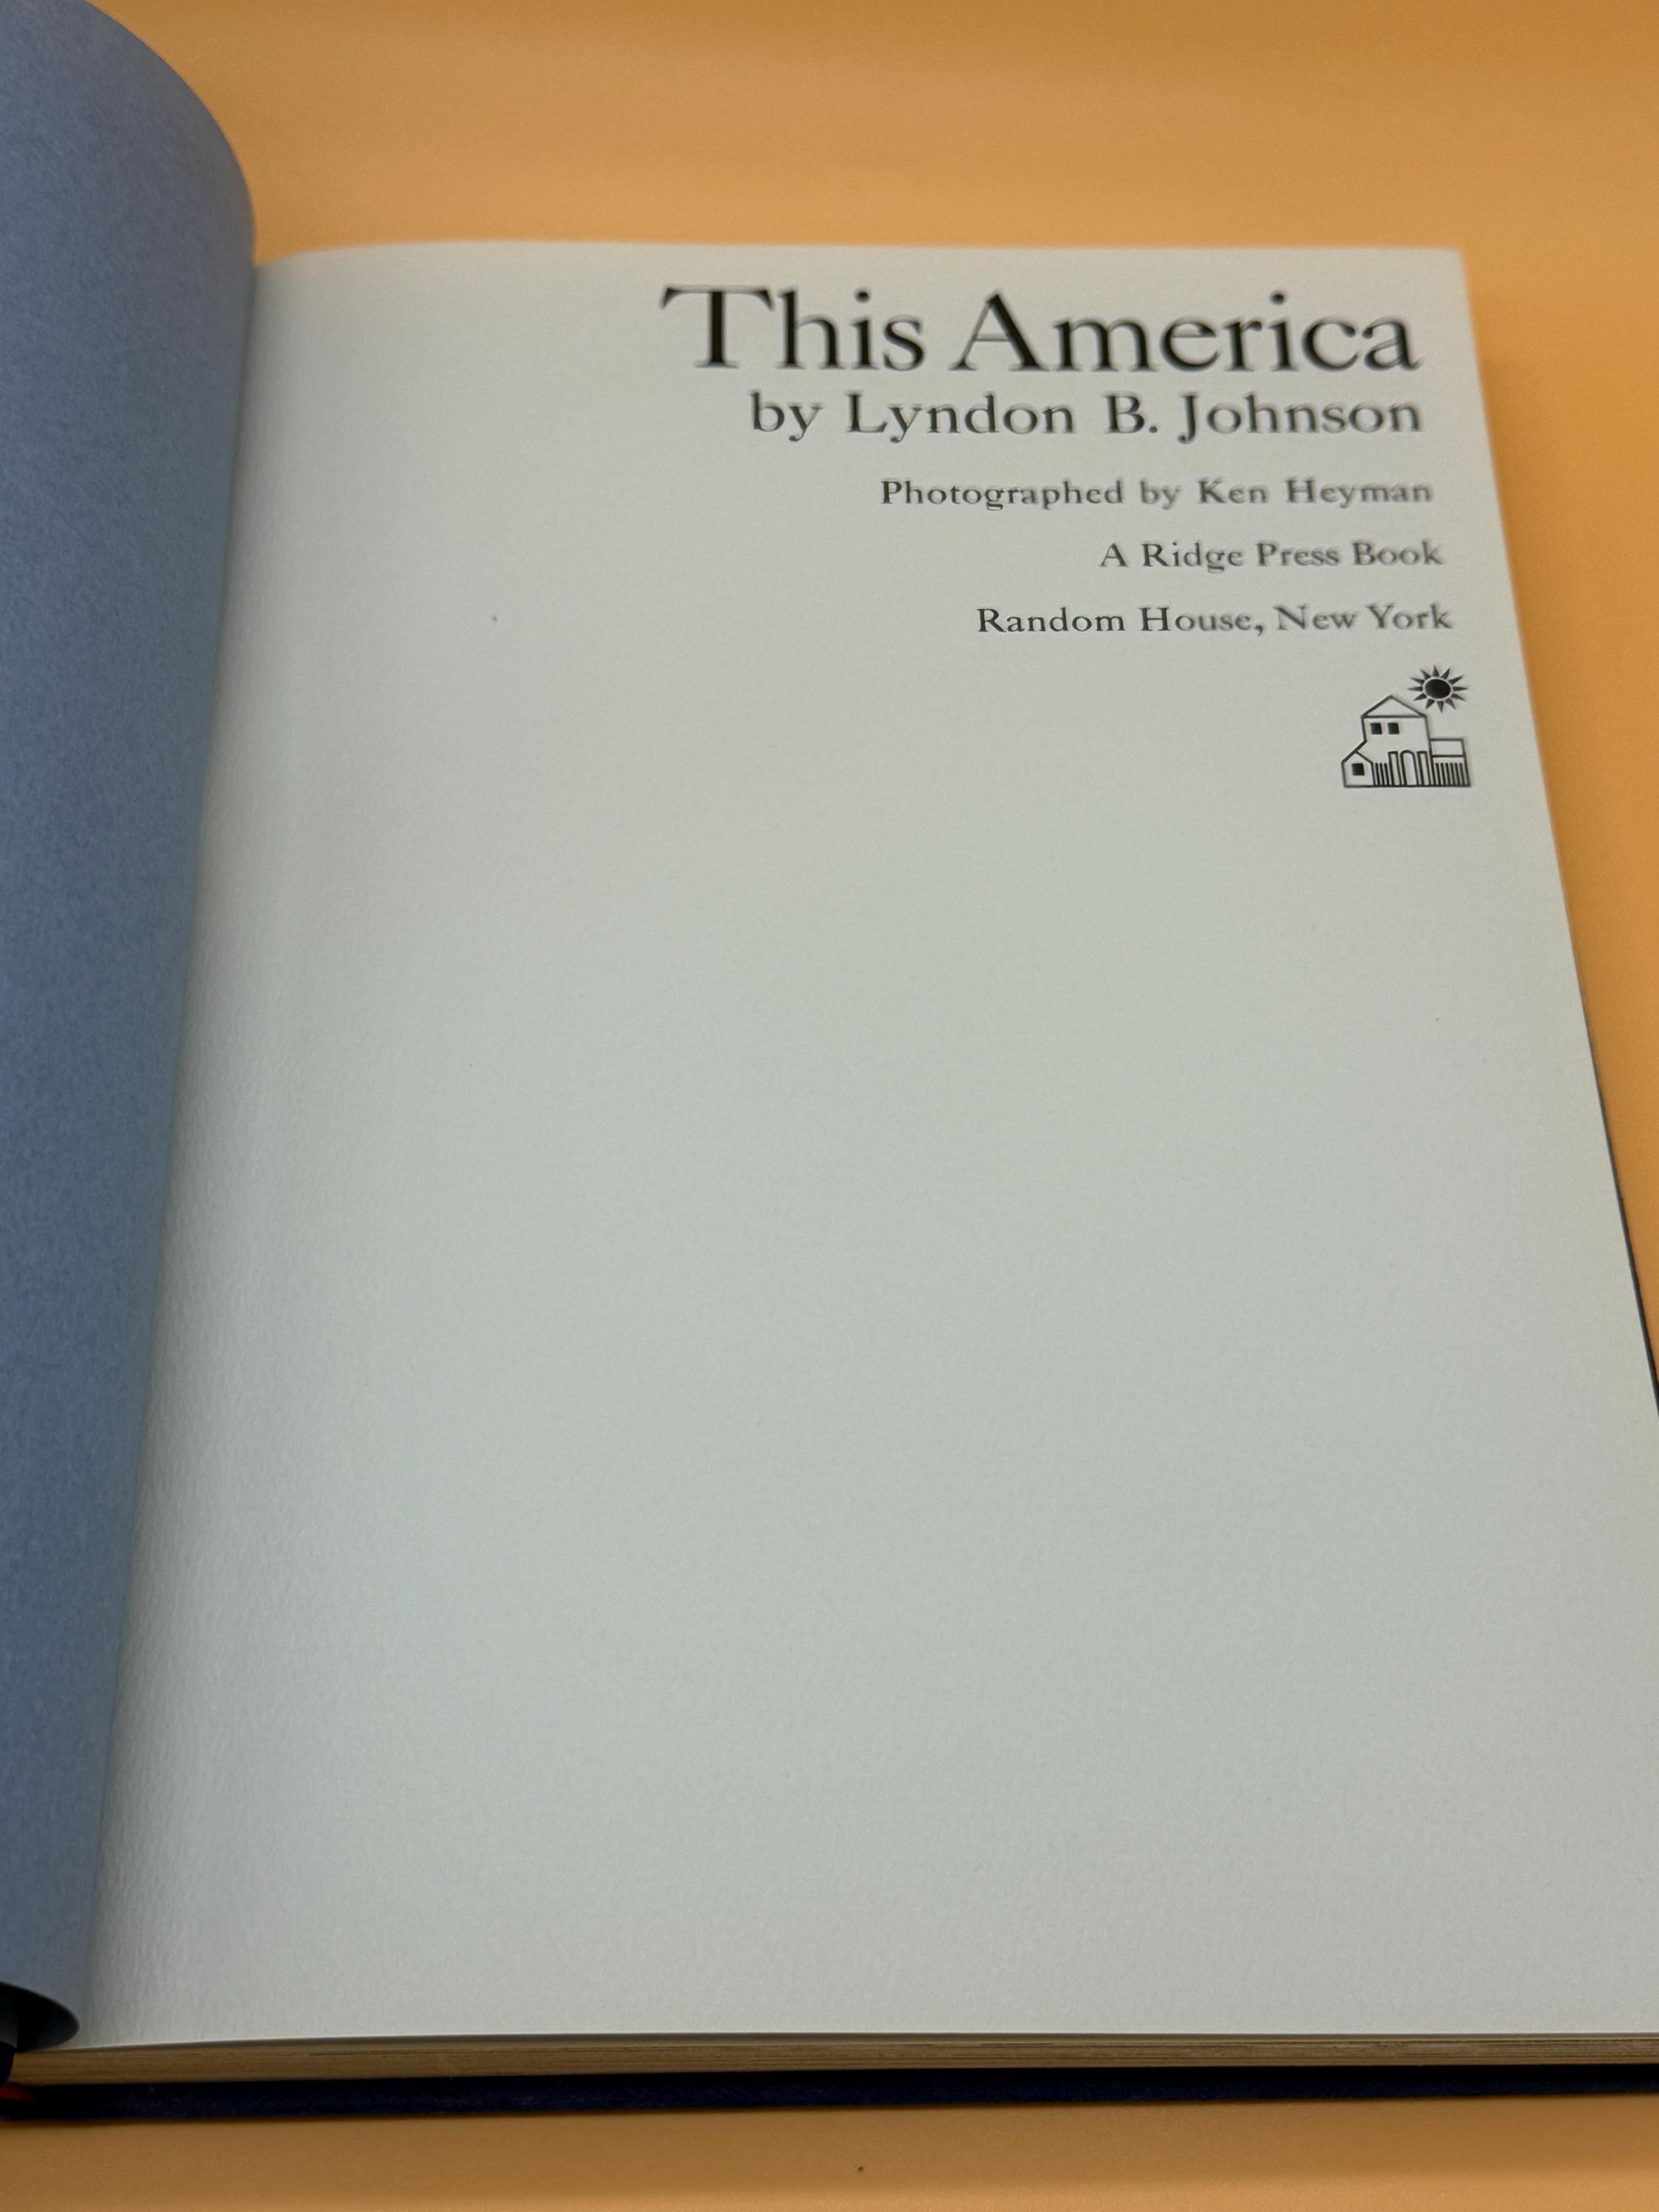 This America
by Lyndon B. Johnson
Photographed by Ken Heyman
A Ridge Press Book
Random House, New York